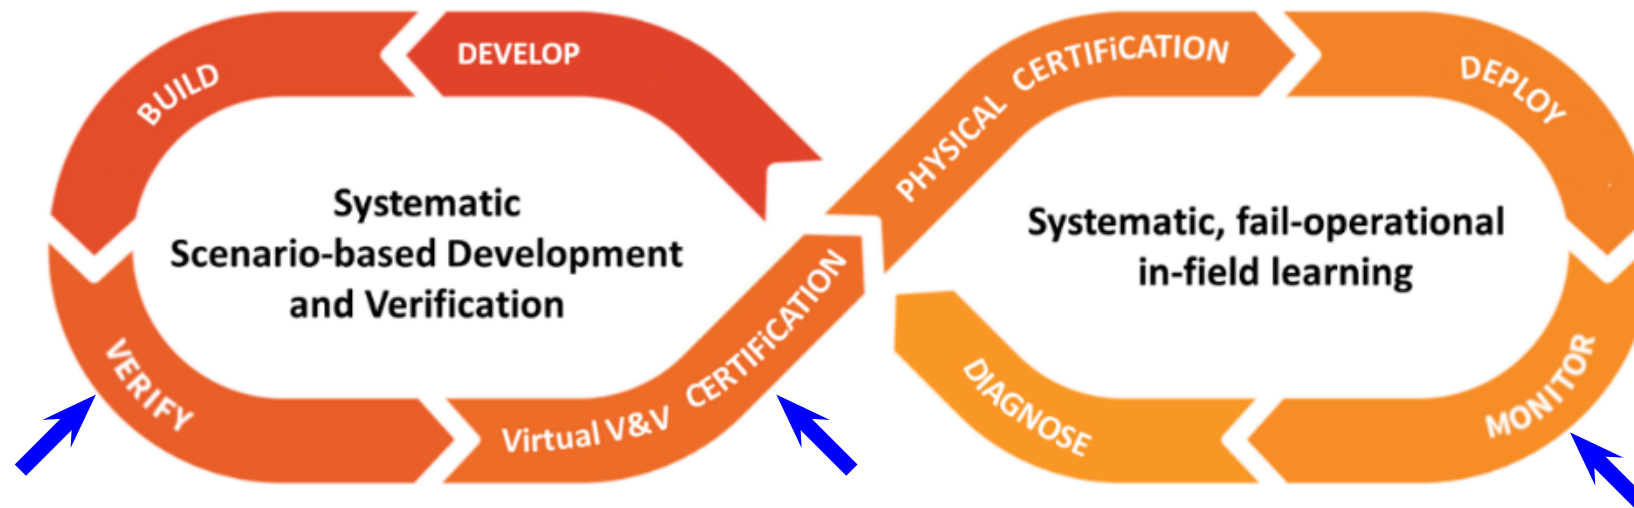 DEVELOP
BUILD
VERIFY
Virtual V&V CERTIFiCATION
PHYSICAL CERTIFiCATION
DEPLOY
MONITOR
DIAGNOSE
Systematic
Scenario-based Development
and Verification
Systematic, fail-operational
in-field learning